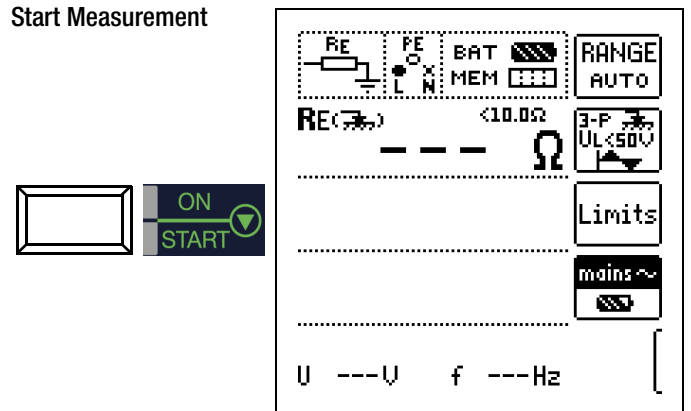 Start Measurement
RE
PE
L N
BAT
MEM
RANGE
AUTO
RE( )
<10.0Ω
--- Ω
3-P
UL<50V
Limits
ON
START
mains~
U ---V f ---Hz